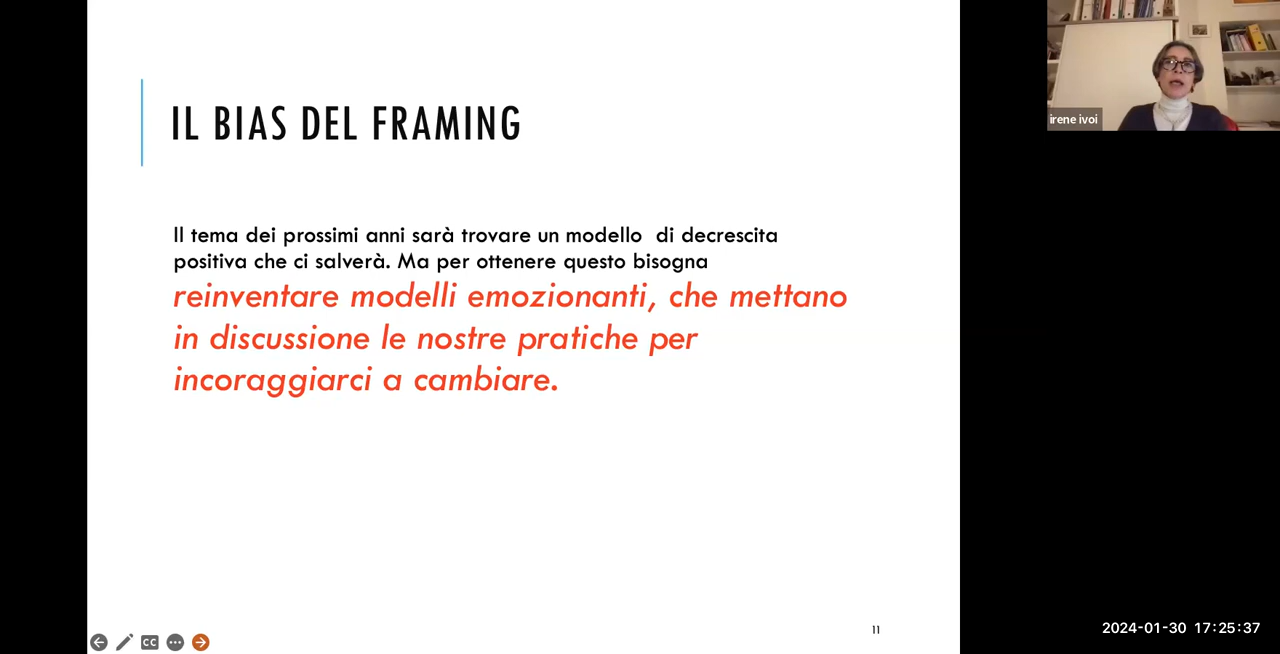 IL BIAS DEL FRAMING
Il tema dei prossimi anni sarà trovare un modello  di decrescita
positiva che ci salverà. Ma per ottenere questo bisogna
reinventare modelli emozionanti, che mettano
in discussione le nostre pratiche per
incoraggiarci a cambiare.
11
CC
irene ivoi
2024-01-30 17:25:37